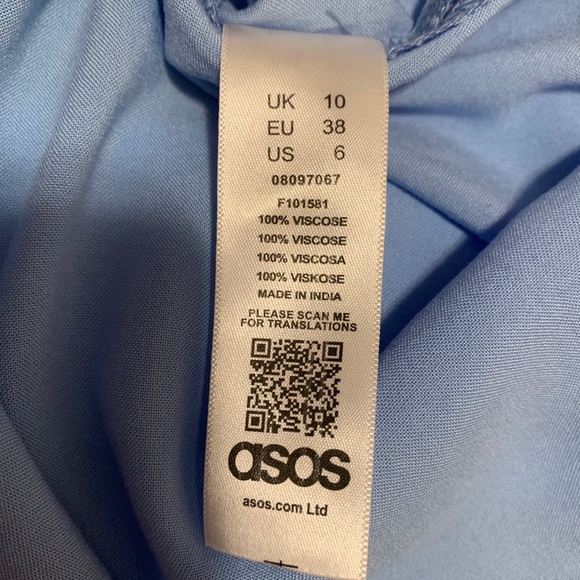 UK 10
EU 38
US 6
08097067
F101581
100% VISCOSE
100% VISCOSE
100% VISCOSA
100% VISKOSE
MADE IN INDIA
PLEASE SCAN ME
FOR TRANSLATIONS
asos
asos.com Ltd